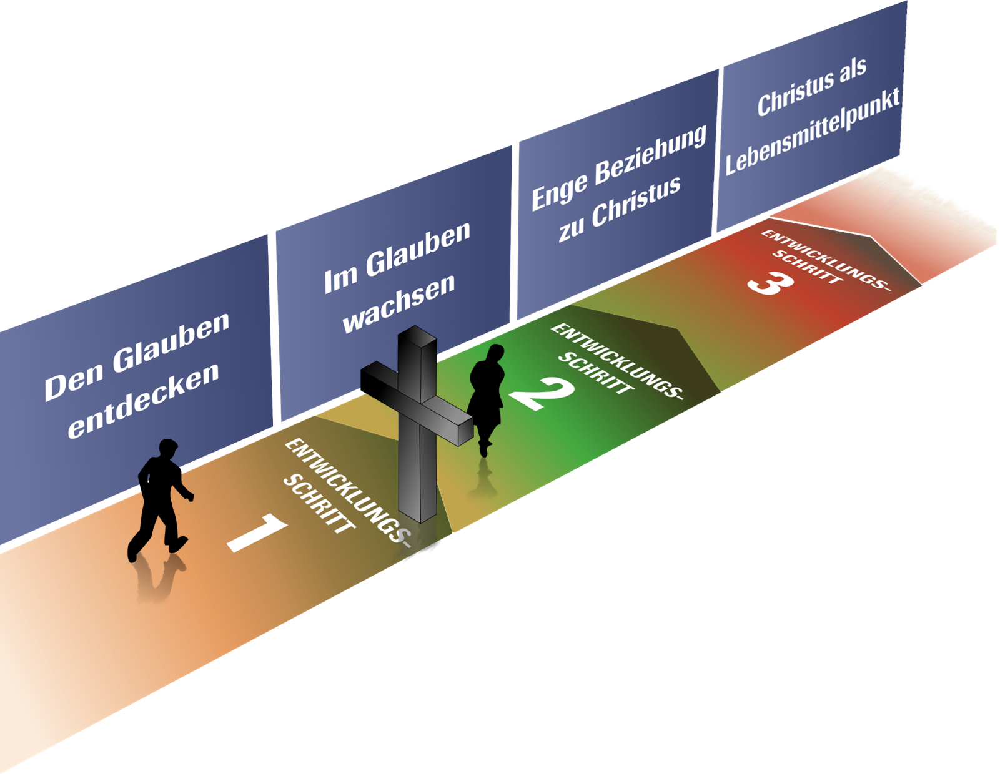 Den Glauben
entdecken
Im Glauben
wachsen
Enge Beziehung
zu Christus
Christus als
Lebensmittelpunkt
ENTWICKLUNGS-
SCHRITT
1
ENTWICKLUNGS-
SCHRITT
2
ENTWICKLUNGS-
SCHRITT
3